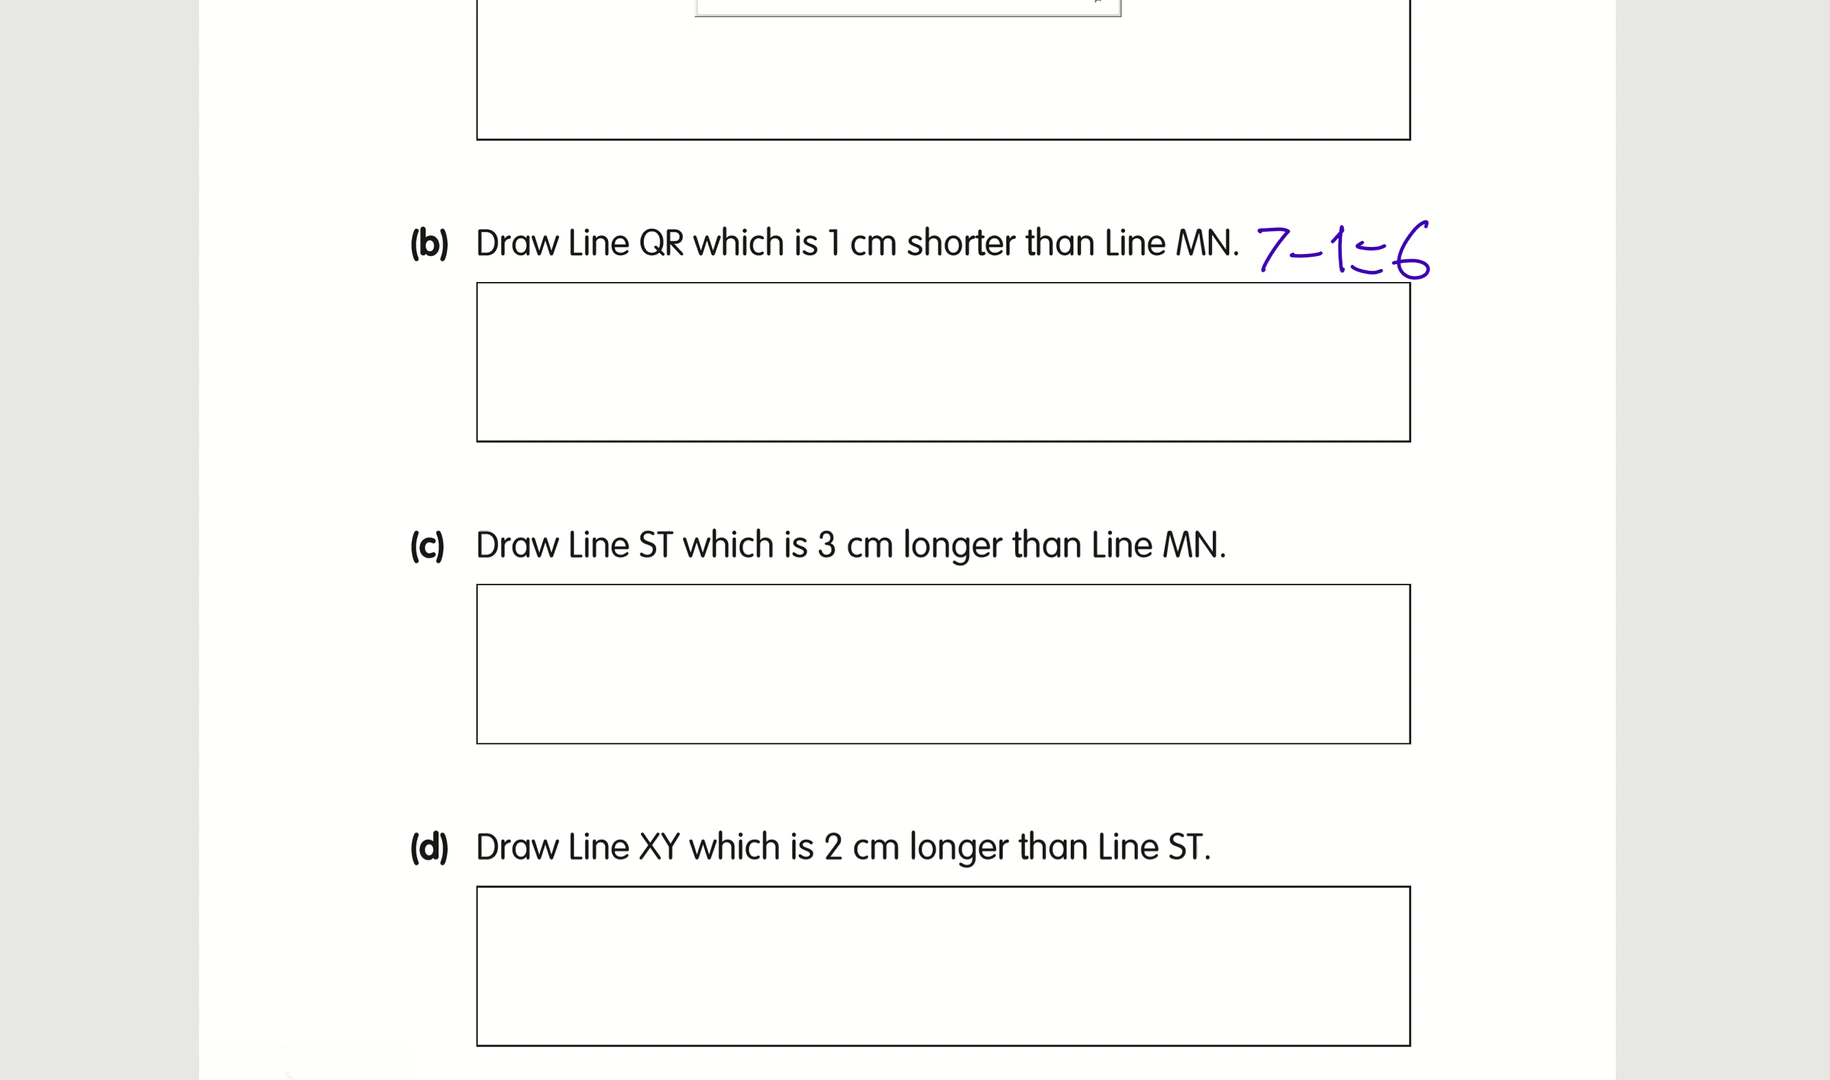 (b) Draw Line QR which is 1 cm shorter than Line MN. 7-1=6
(c) Draw Line ST which is 3 cm longer than Line MN.
(d) Draw Line XY which is 2 cm longer than Line ST.